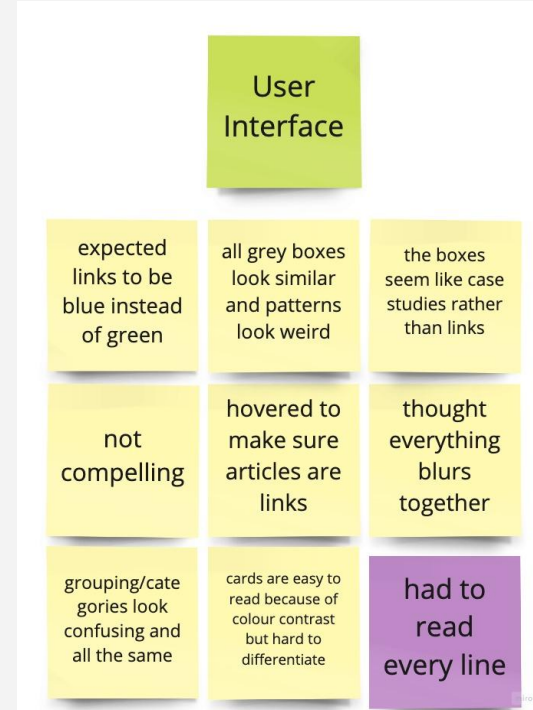 User
Interface
expected
links to be
blue instead
of green
all grey boxes
look similar
and patterns
look weird
the boxes
seem like case
studies rather
than links
not
compelling
hovered to
make sure
articles are
links
thought
everything
blurs
together
grouping/cate
gories look
confusing and
all the same
cards are easy to
read because of
colour contrast
but hard to
differentiate
had to
read
every line